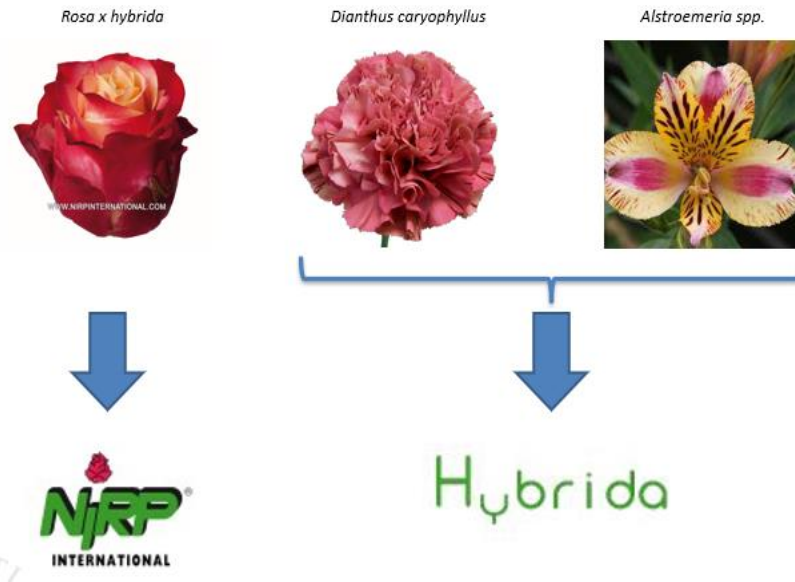 Rosa x hybrida
Dianthus caryophyllus
Alstroemeria spp.
WWW.NIRPINTERNATIONAL.COM
NIRP®
INTERNATIONAL
Hybrida